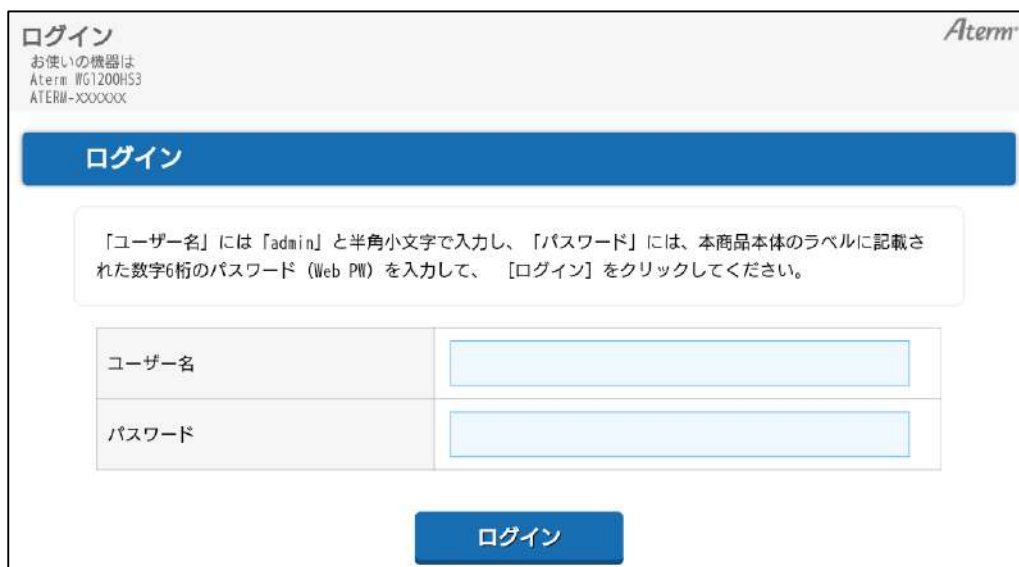 ログイン
Aterm
お使いの機器は
Aterm WG1200HS3
ATERM-XXXXXX
ログイン
「ユーザー名」には「admin」と半角小文字で入力し、「パスワード」には、本商品本体のラベルに記載さ
れた数字6桁のパスワード (Web PW) を入力して、 [ログイン] をクリックしてください。
ユーザー名
パスワード
ログイン